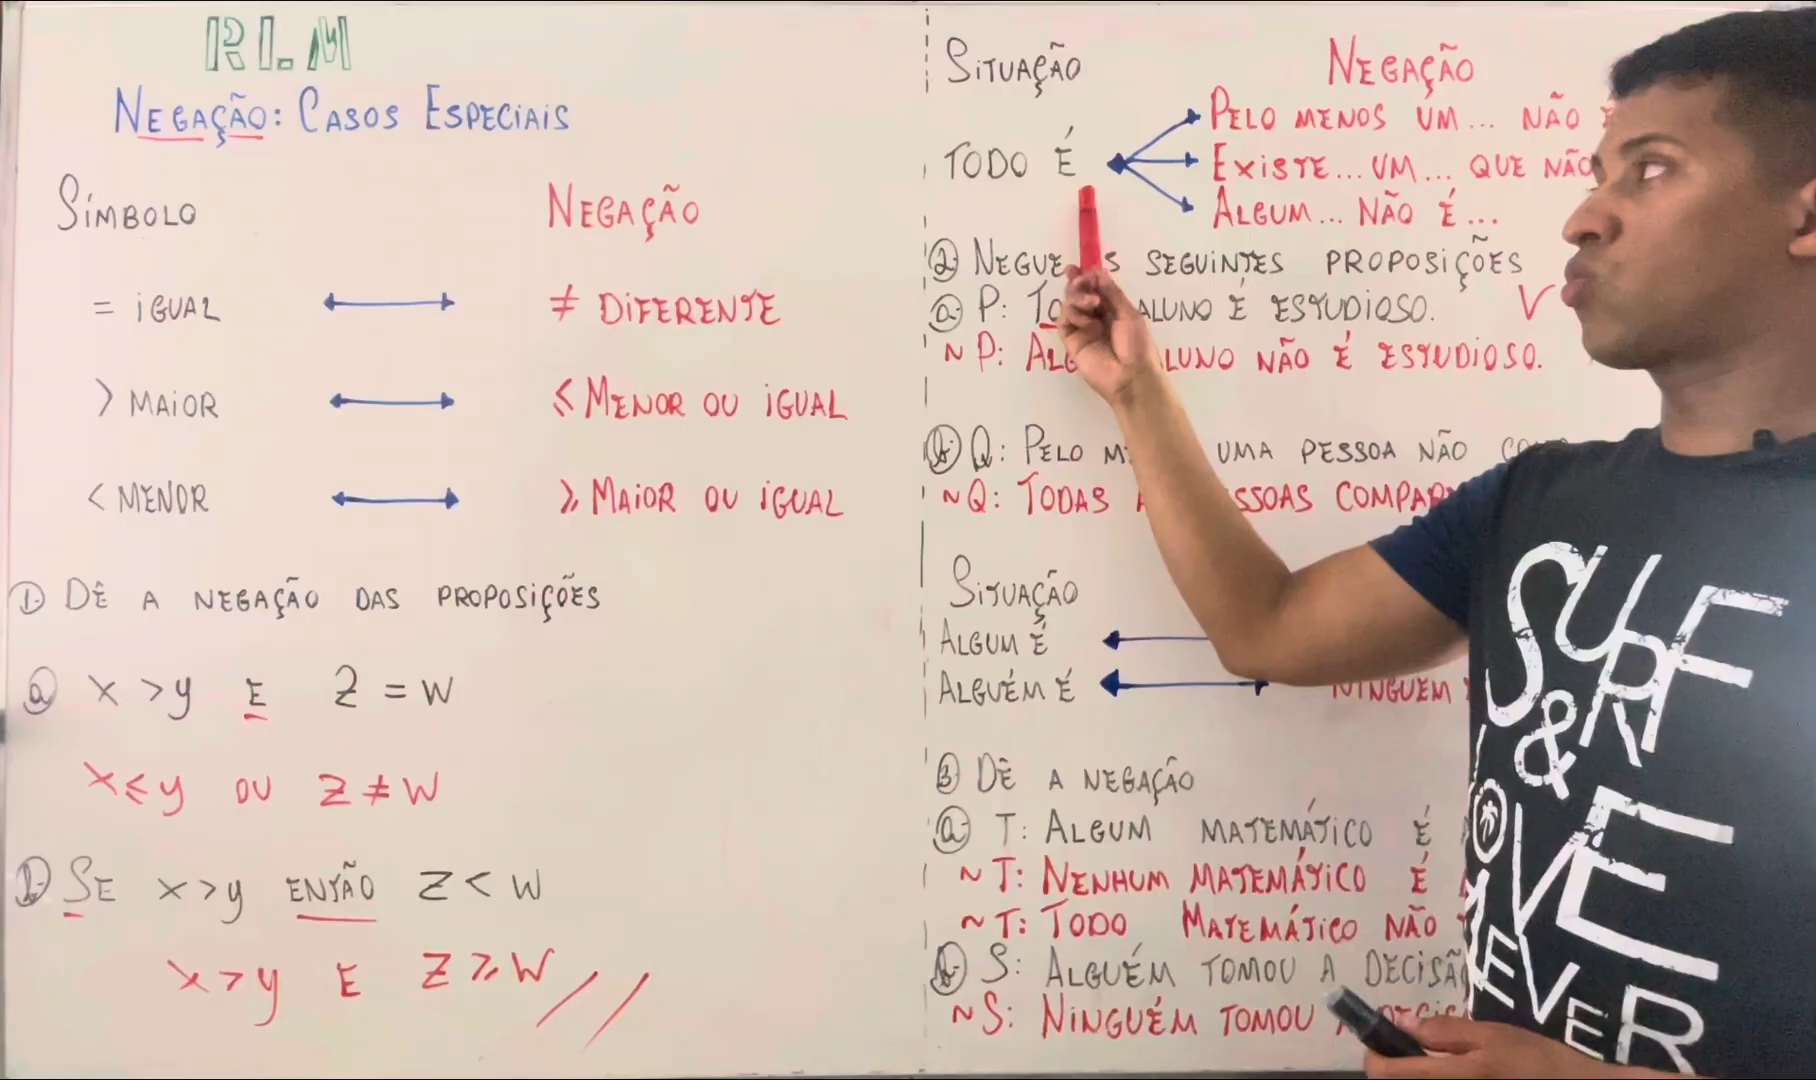 RLM
NEGAÇÃO: CASOS ESPECIAIS
SÍMBOLO NEGAÇÃO
= IGUAL ≠ DIFERENTE
> MAIOR ≤ MENOR OU IGUAL
< MENOR ≥ MAIOR OU IGUAL
1 DÊ A NEGAÇÃO DAS PROPOSIÇÕES
a x > y E Z = W
x ≤ y OU Z ≠ W
b SE x > y ENTÃO Z < W
x > y E Z ≥ W //
SITUAÇÃO NEGAÇÃO
TODO É
PELO MENOS UM... NÃO
EXISTE... UM... QUE NÃO
ALGUM... NÃO É...
2 SEGUINTES PROPOSIÇÕES
a P: ALUNO É ESTUDIOSO. V
~P: NÃO É ESTUDIOSO.
b Q: PELO UMA PESSOA NÃO
~Q: TODAS
SITUAÇÃO
ALGUM É
ALGUÉM É NINGUÉM
3 DÊ A NEGAÇÃO
a T: ALGUM MATEMÁTICO É
~T: NENHUM MATEMÁTICO É
~T: TODO MATEMÁTICO NÃO
b S: ALGUÉM TOMOU A
~S: NINGUÉM TOMOU
SURF
&
LOVE